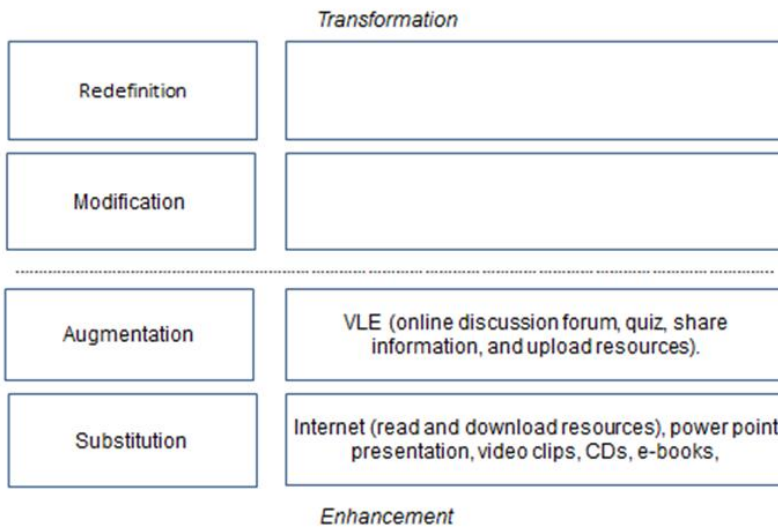 Transformation
Redefinition
Modification
Augmentation
VLE (online discussion forum, quiz, share
information, and upload resources).
Substitution
Internet (read and download resources), power point
presentation, video clips, CDs, e-books,
Enhancement